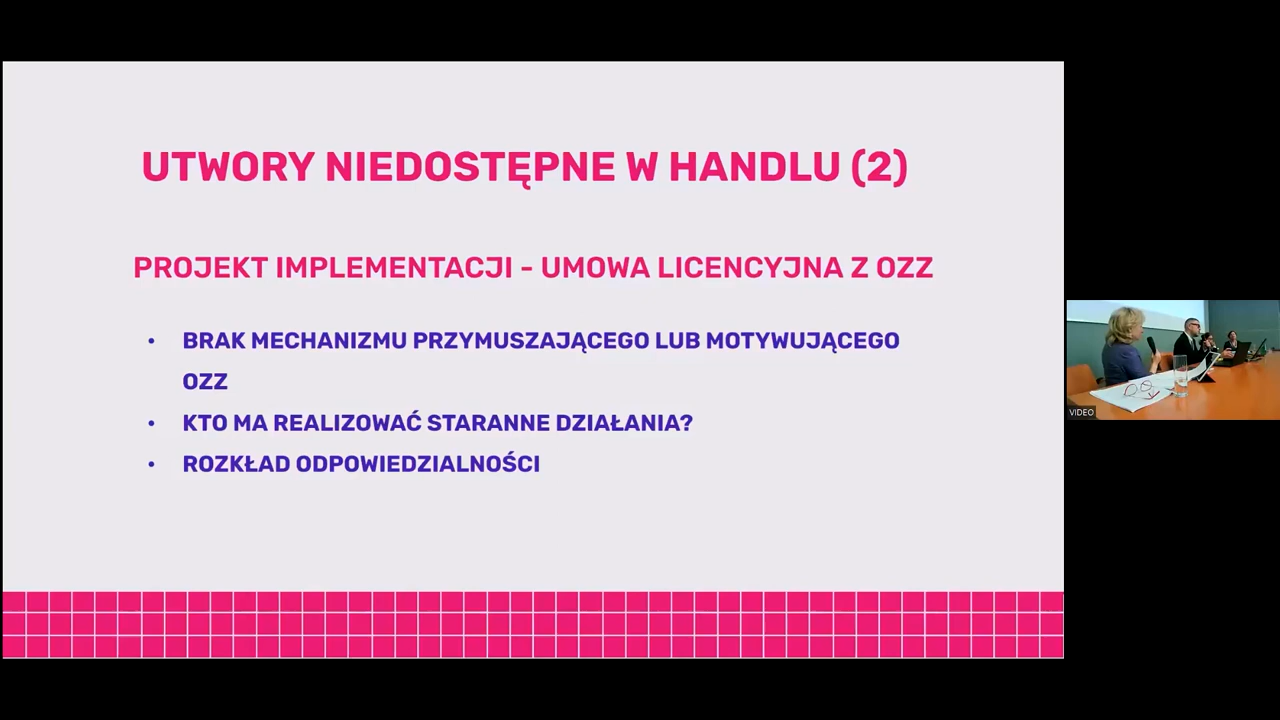 UTWORY NIEDOSTĘPNE W HANDLU (2)
PROJEKT IMPLEMENTACJI - UMOWA LICENCYJNA Z OZZ
• BRAK MECHANIZMU PRZYMUSZAJĄCEGO LUB MOTYWUJĄCEGO
OZZ
• KTO MA REALIZOWAĆ STARANNE DZIAŁANIA?
• ROZKŁAD ODPOWIEDZIALNOŚCI
VIDEO